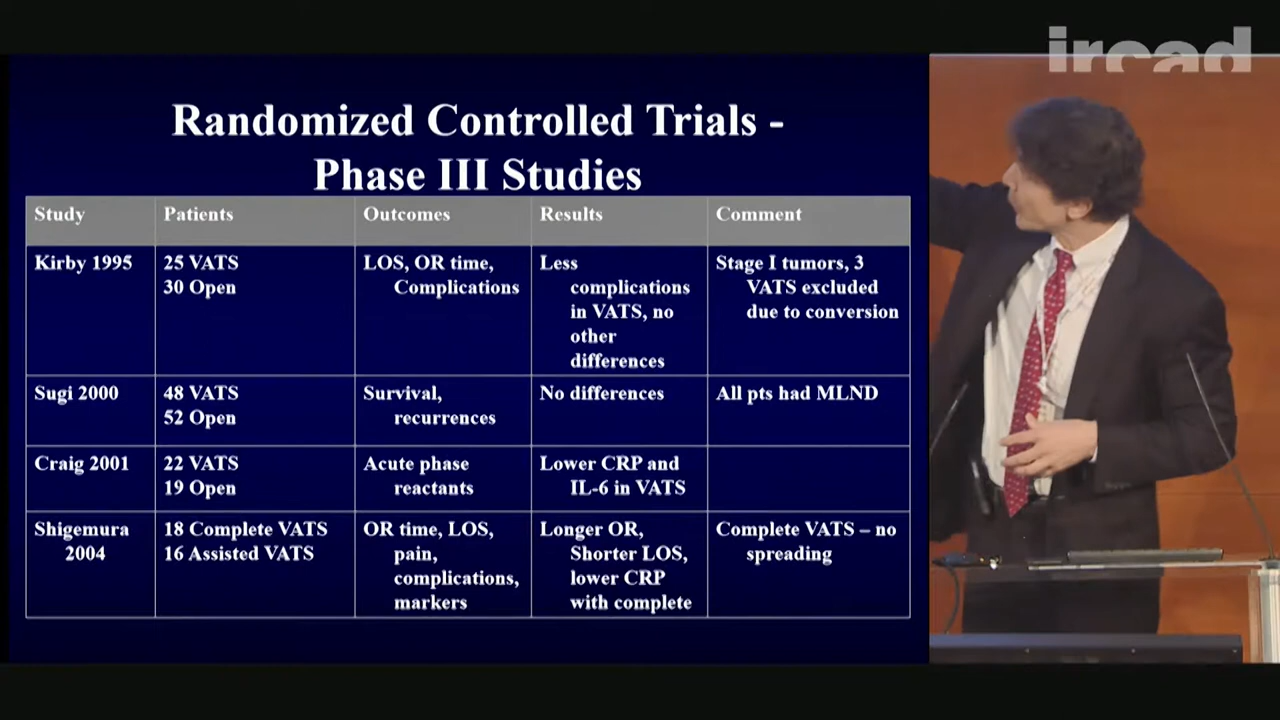 ircad
Randomized Controlled Trials -
Phase III Studies
Study
Patients
Outcomes
Results
Comment
Kirby 1995
25 VATS
30 Open
LOS, OR time,
Complications
Less
complications
in VATS, no
other
differences
Stage I tumors, 3
VATS excluded
due to conversion
Sugi 2000
48 VATS
52 Open
Survival,
recurrences
No differences
All pts had MLND
Craig 2001
22 VATS
19 Open
Acute phase
reactants
Lower CRP and
IL-6 in VATS
Shigemura
2004
18 Complete VATS
16 Assisted VATS
OR time, LOS,
pain,
complications,
markers
Longer OR,
Shorter LOS,
lower CRP
with complete
Complete VATS – no
spreading